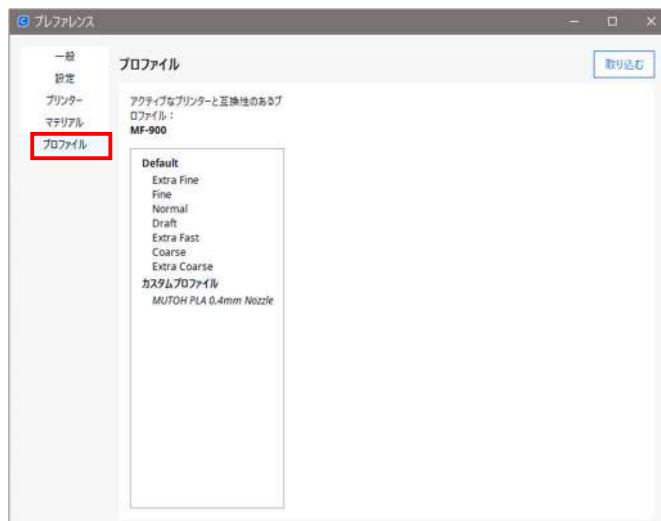 プレファレンス
一般
設定
プリンター
マテリアル
プロファイル
プロファイル
取り込む
アクティブなプリンターと互換性のあるプ
ロファイル：
MF-900
Default
Extra Fine
Fine
Normal
Draft
Extra Fast
Coarse
Extra Coarse
カスタムプロファイル
MUTOH PLA 0.4mm Nozzle